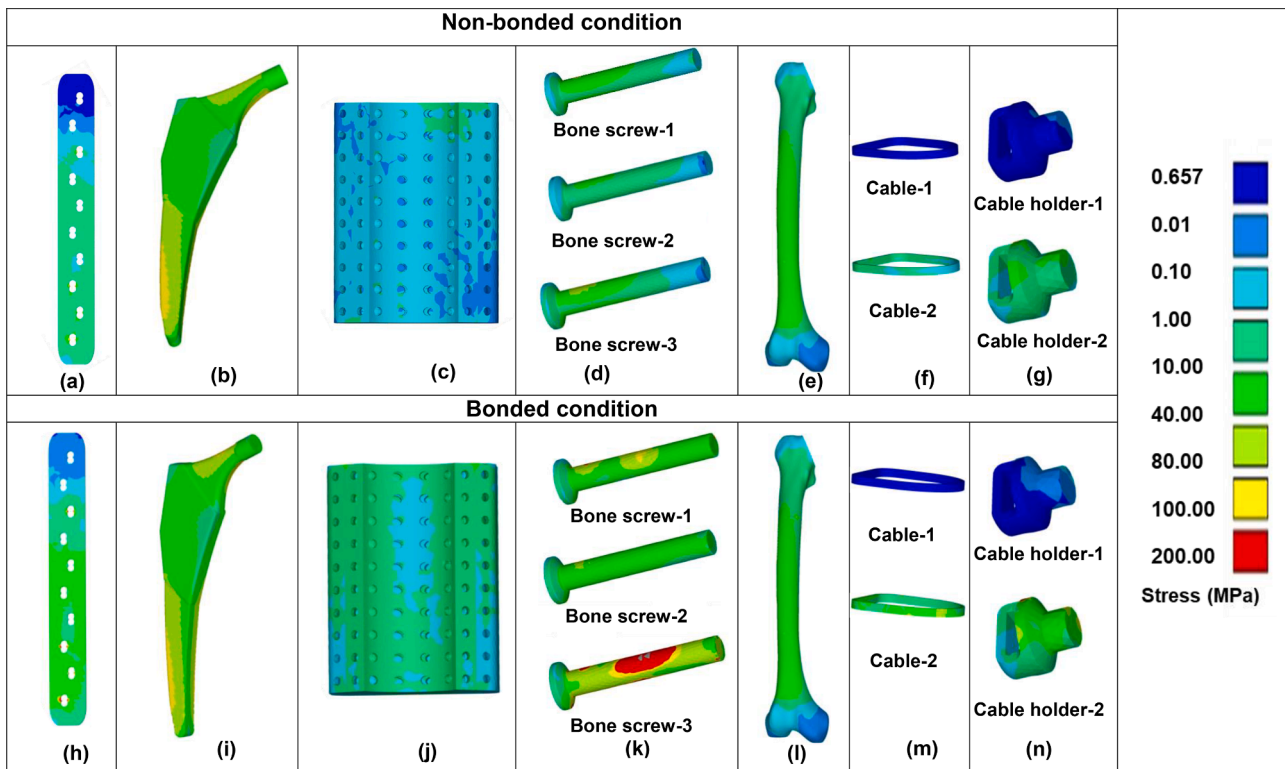 Non-bonded condition
Bone screw-1
Bone screw-2
Bone screw-3
Cable-1
Cable-2
Cable holder-1
Cable holder-2
(a)
(b)
(c)
(d)
(e)
(f)
(g)
Bonded condition
Bone screw-1
Bone screw-2
Bone screw-3
Cable-1
Cable-2
Cable holder-1
Cable holder-2
(h)
(i)
(j)
(k)
(l)
(m)
(n)
0.657
0.01
0.10
1.00
10.00
40.00
80.00
100.00
200.00
Stress (MPa)